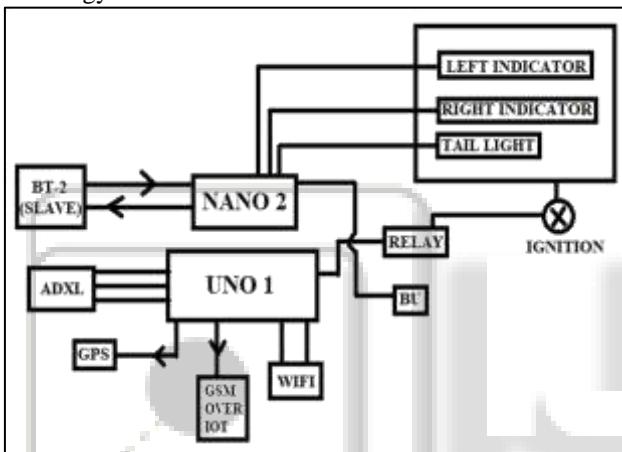 LEFT INDICATOR
RIGHT INDICATOR
TAIL LIGHT
BT-2
(SLAVE)
NANO 2
RELAY
IGNITION
ADXL
UNO 1
BU
GPS
WIFI
GSM
OVER
IOT